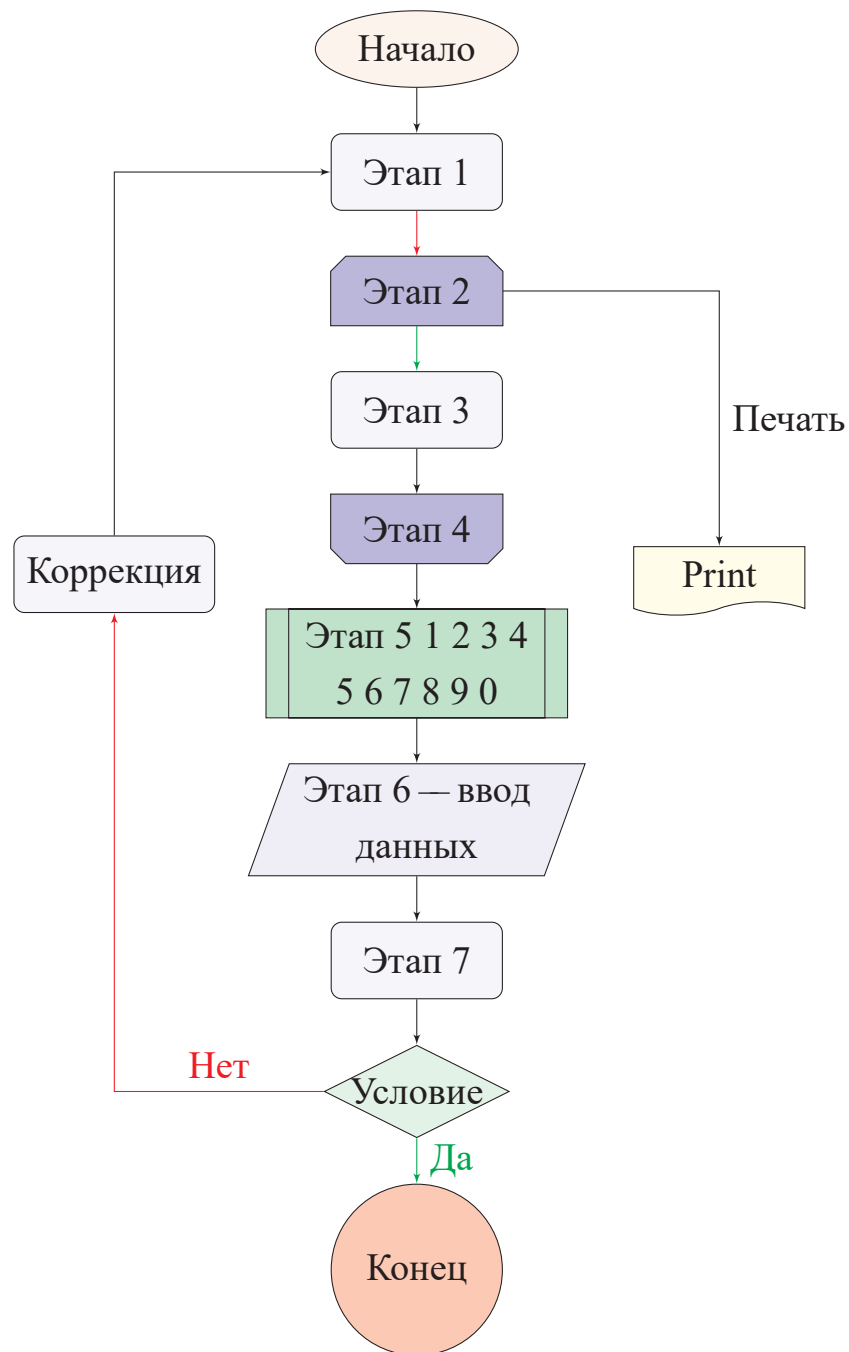 Начало
Этап 1
Этап 2
Этап 3
Печать
Этап 4
Коррекция
Print
Этап 5 1 2 3 4
5 6 7 8 9 0
Этап 6 — ввод
данных
Этап 7
Нет
Условие
Да
Конец